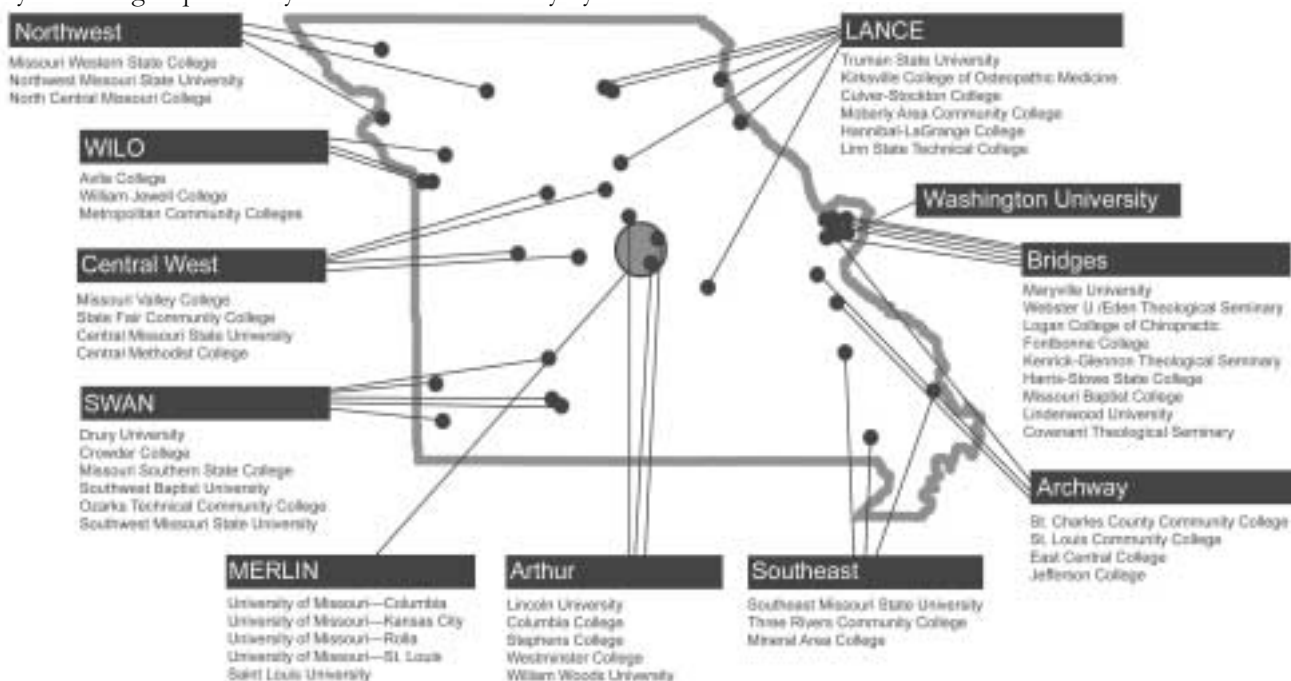 Northwest
Missouri Western State College
Northwest Missouri State University
North Central Missouri College
WILO
Avila College
William Jewell College
Metropolitan Community Colleges
Central West
Missouri Valley College
State Fair Community College
Central Missouri State University
Central Methodist College
SWAN
Drury University
Crowder College
Missouri Southern State College
Southwest Baptist University
Ozarks Technical Community College
Southwest Missouri State University
MERLIN
University of Missouri—Columbia
University of Missouri—Kansas City
University of Missouri—Rolla
University of Missouri—St. Louis
Saint Louis University
Arthur
Lincoln University
Columbia College
Stephens College
Westminster College
William Woods University
Southeast
Southeast Missouri State University
Three Rivers Community College
Mineral Area College
LANCE
Truman State University
Kirksville College of Osteopathic Medicine
Culver-Stockton College
Moberly Area Community College
Hannibal-LaGrange College
Linn State Technical College
Washington University
Bridges
Maryville University
Webster U /Eden Theological Seminary
Logan College of Chiropractic
Fontbonne College
Kenrick-Glennon Theological Seminary
Harris-Stowe State College
Missouri Baptist College
Lindenwood University
Covenant Theological Seminary
Archway
St. Charles County Community College
St. Louis Community College
East Central College
Jefferson College